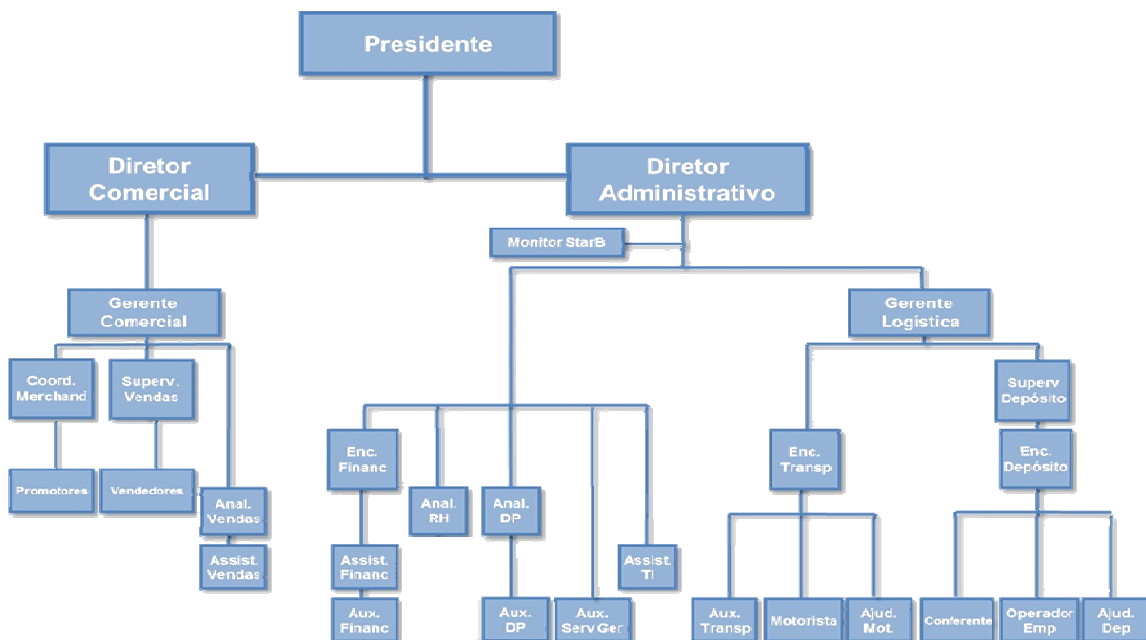 Presidente
Diretor
Comercial
Diretor
Administrativo
Monitor StarB
Gerente
Comercial
Gerente
Logística
Coord.
Merchand
Superv.
Vendas
Superv
Depósito
Enc.
Financ
Enc.
Transp
Enc.
Depósito
Promotores
Vendedores
Anal.
Vendas
Anal.
RH
Anal.
DP
Assist.
Vendas
Assist.
Financ
Assist.
TI
Aux.
Financ
Aux.
DP
Aux.
Serv Ger
Aux.
Transp
Motorista
Ajud.
Mot.
Conferente
Operador
Emp
Ajud.
Dep